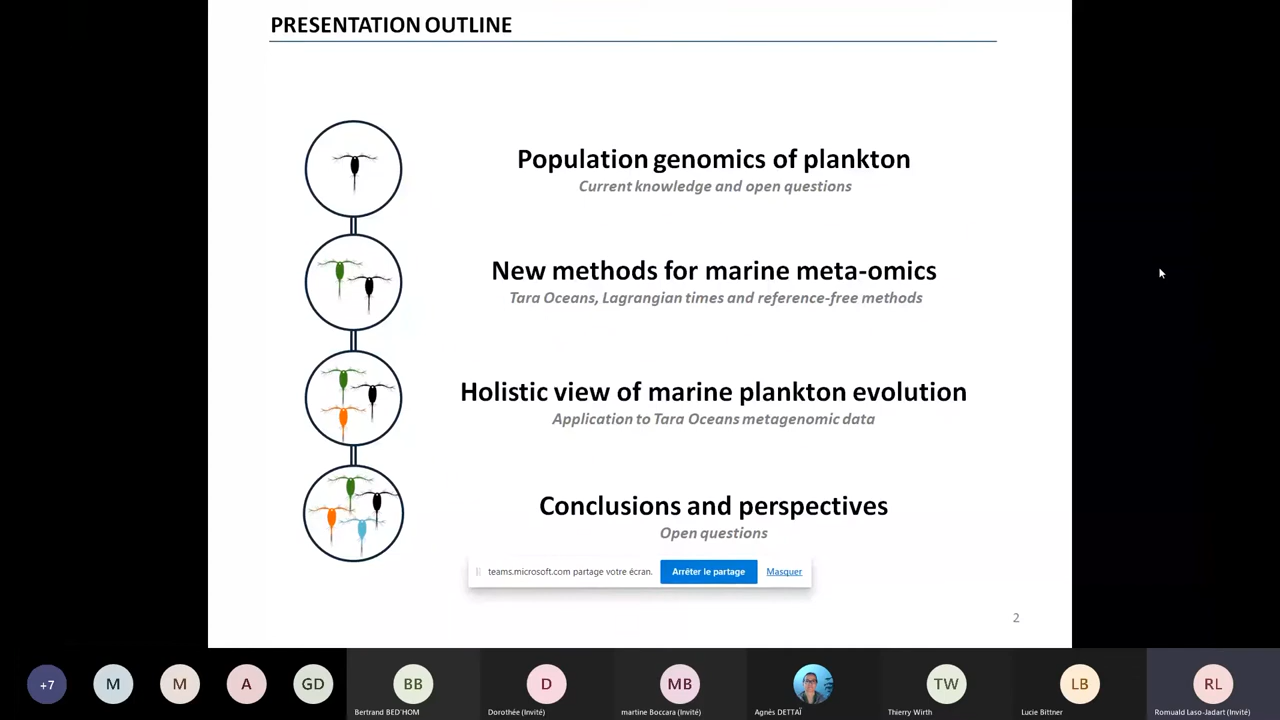 PRESENTATION OUTLINE
Population genomics of plankton
Current knowledge and open questions
New methods for marine meta-omics
Tara Oceans, Lagrangian times and reference-free methods
Holistic view of marine plankton evolution
Application to Tara Oceans metagenomic data
Conclusions and perspectives
Open questions
teams.microsoft.com partage votre écran. Arrêter le partage Masquer
2
+7 M M A GD BB D MB TW LB RL
Bertrand BED'HOM Dorothée (Invité) martine Boccara (Invité) Agnès DETTAÏ Thierry Wirth Lucie Bittner Romuald Laso-Jadart (Invité)